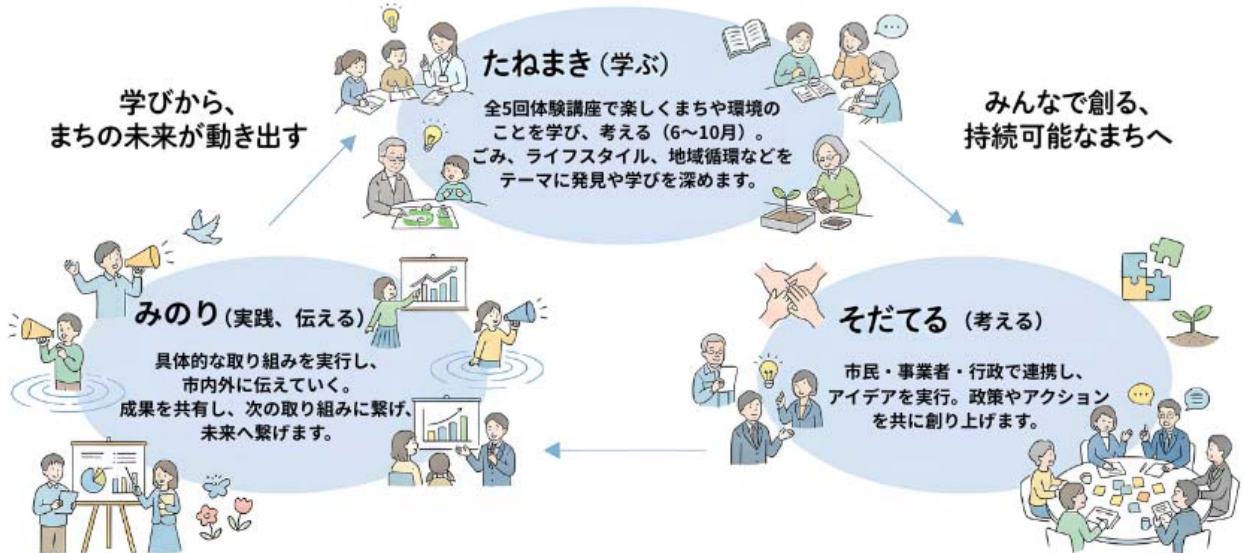 たねまき（学ぶ）
全5回体験講座で楽しくまちや環境の
ことを学び、考える（6〜10月）。
ごみ、ライフスタイル、地域循環などを
テーマに発見や学びを深めます。
学びから、
まちの未来が動き出す
みんなで創る、
持続可能なまちへ
みのり（実践、伝える）
具体的な取り組みを実行し、
市内外に伝えていく。
成果を共有し、次の取り組みに繋げ、
未来へ繋げます。
そだてる（考える）
市民・事業者・行政で連携し、
アイデアを実行。政策やアクション
を共に創り上げます。